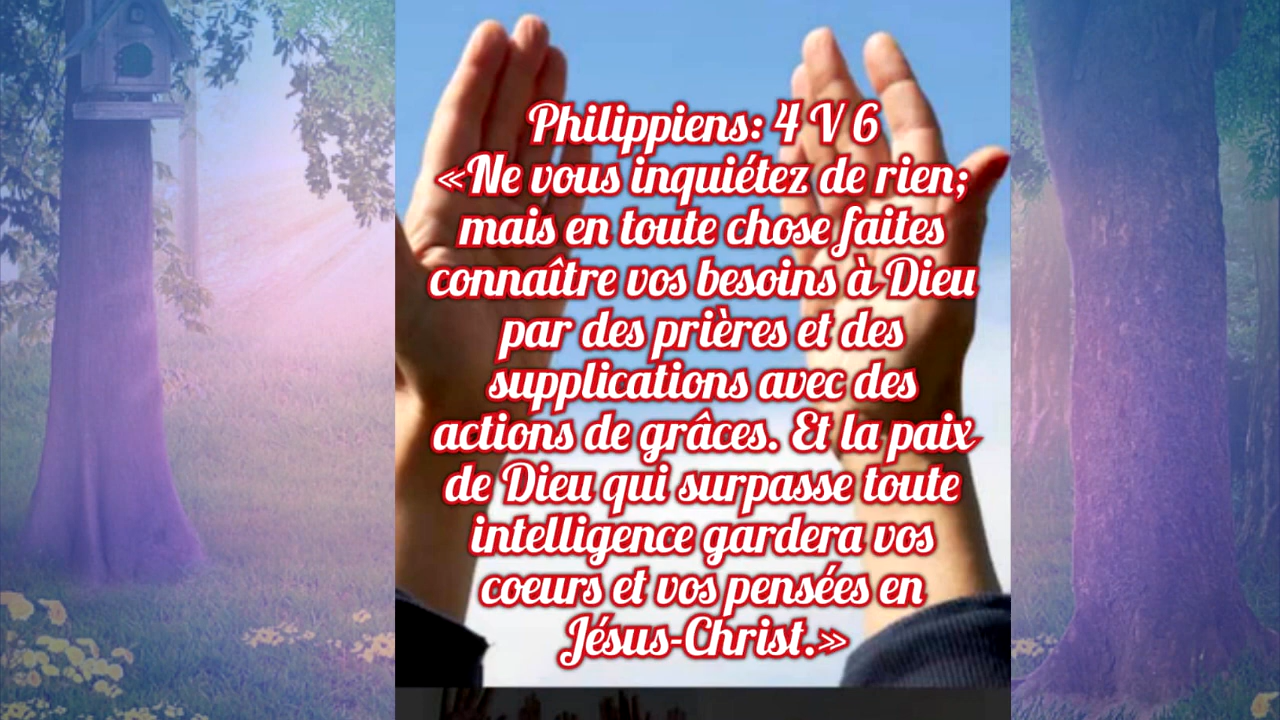 Philippiens: 4 V 6
«Ne vous inquiétez de rien;
mais en toute chose faites
connaître vos besoins à Dieu
par des prières et des
supplications avec des
actions de grâces. Et la paix
de Dieu qui surpasse toute
intelligence gardera vos
coeurs et vos pensées en
Jésus-Christ.»